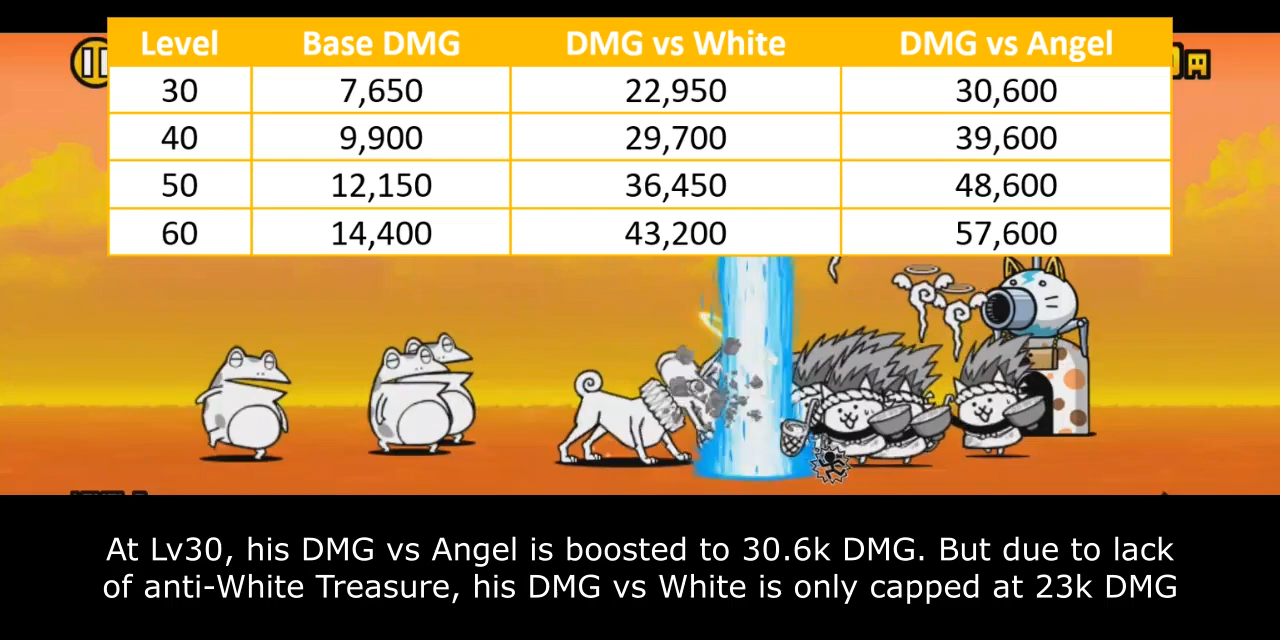 Level Base DMG DMG vs White DMG vs Angel
30 7,650 22,950 30,600
40 9,900 29,700 39,600
50 12,150 36,450 48,600
60 14,400 43,200 57,600
At Lv30, his DMG vs Angel is boosted to 30.6k DMG. But due to lack
of anti-White Treasure, his DMG vs White is only capped at 23k DMG